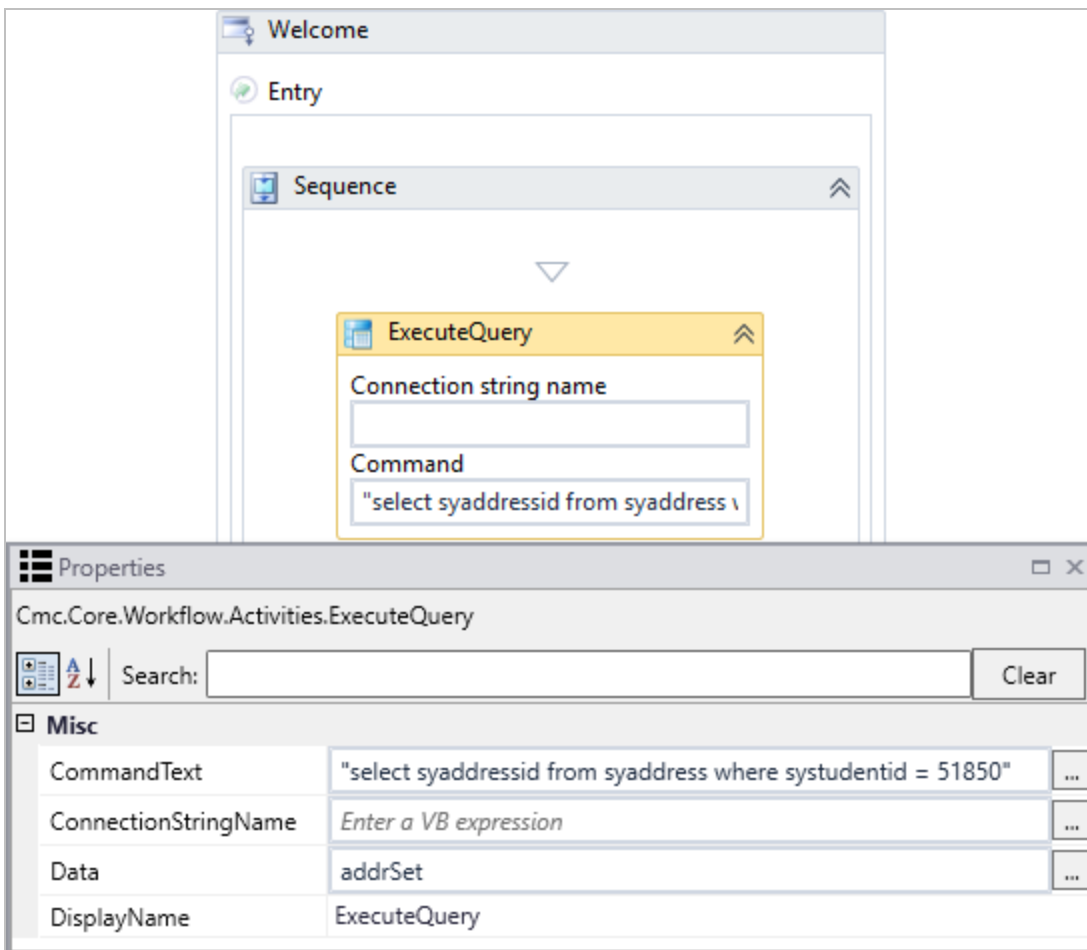 Welcome
Entry
Sequence
ExecuteQuery
Connection string name
Command
"select syaddressid from syaddress
Properties
Cmc.Core.Workflow.Activities.ExecuteQuery
A
Z
Search:
Clear
Misc
CommandText "select syaddressid from syaddress where systudentid = 51850" ...
ConnectionStringName Enter a VB expression ...
Data addrSet ...
DisplayName ExecuteQuery